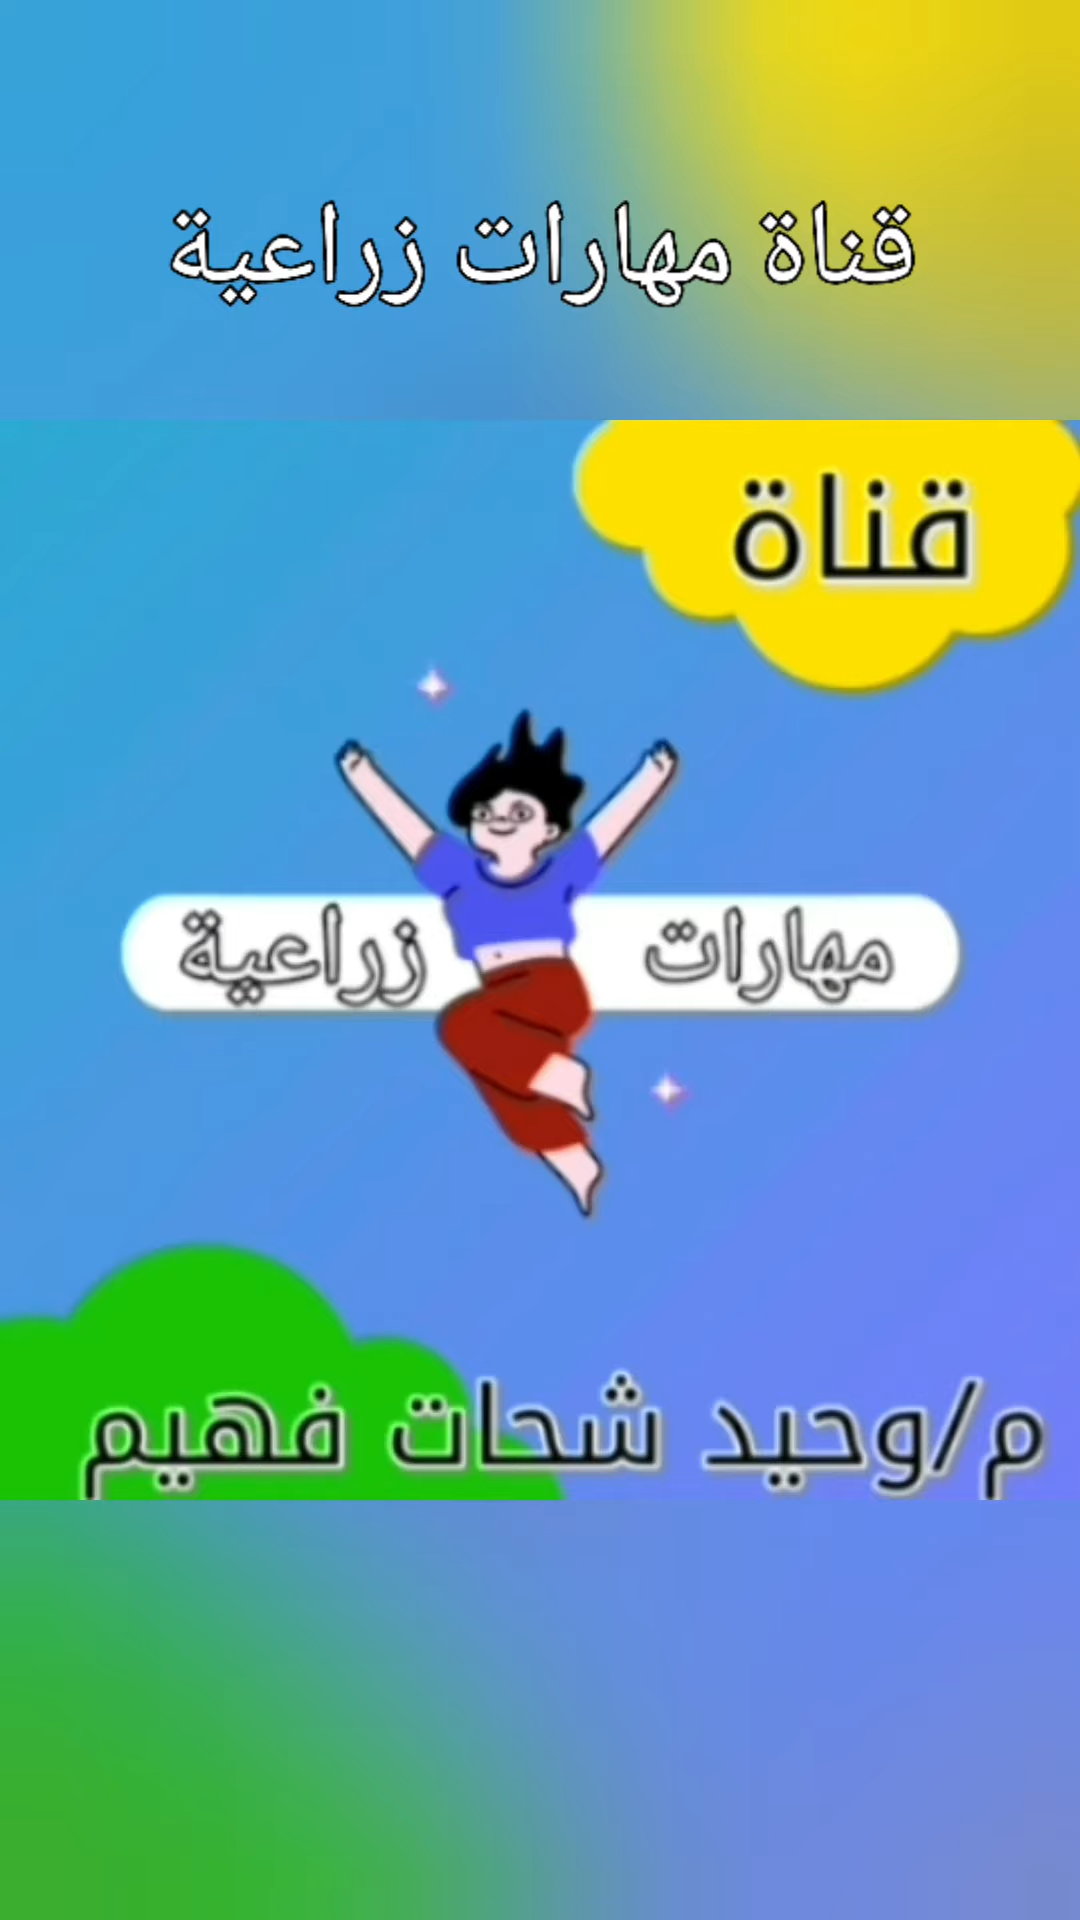 قناة مهارات زراعية
قناة
مهارات زراعية
م/وحيد شحات فهيم